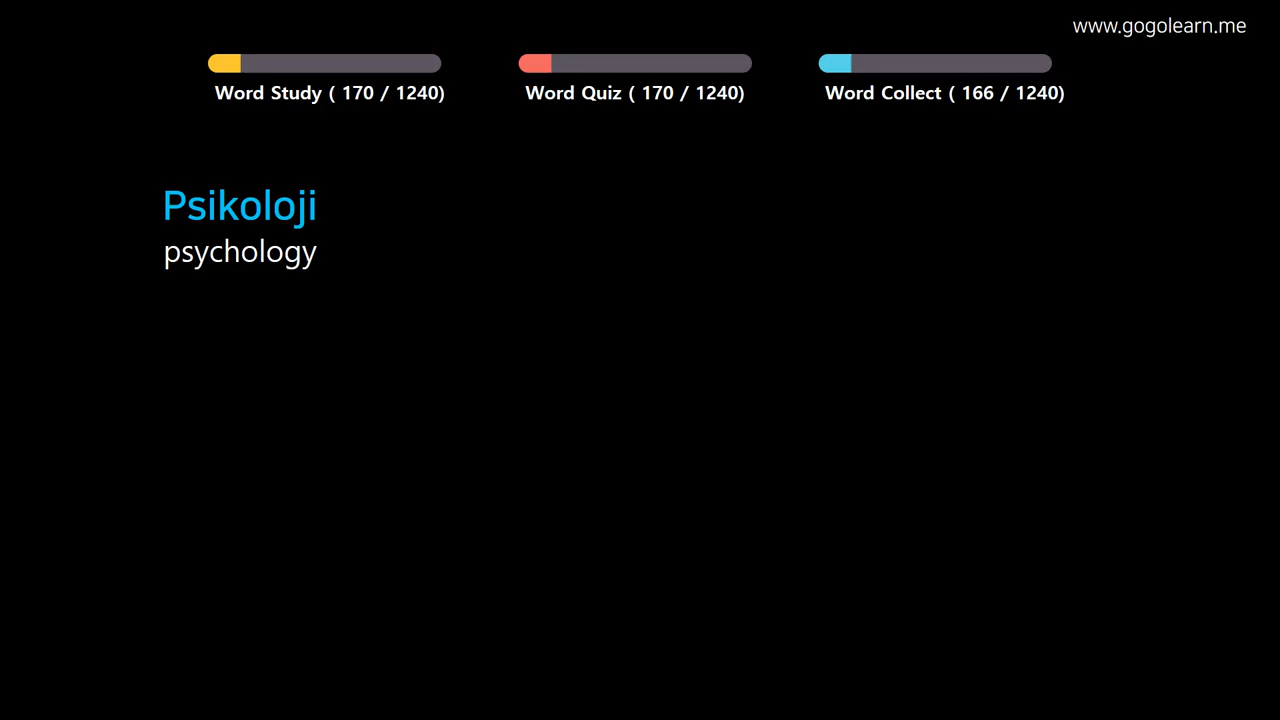 www.gogolearn.me
Word Study ( 170 / 1240)
Word Quiz ( 170 / 1240)
Word Collect ( 166 / 1240)
Psikoloji
psychology